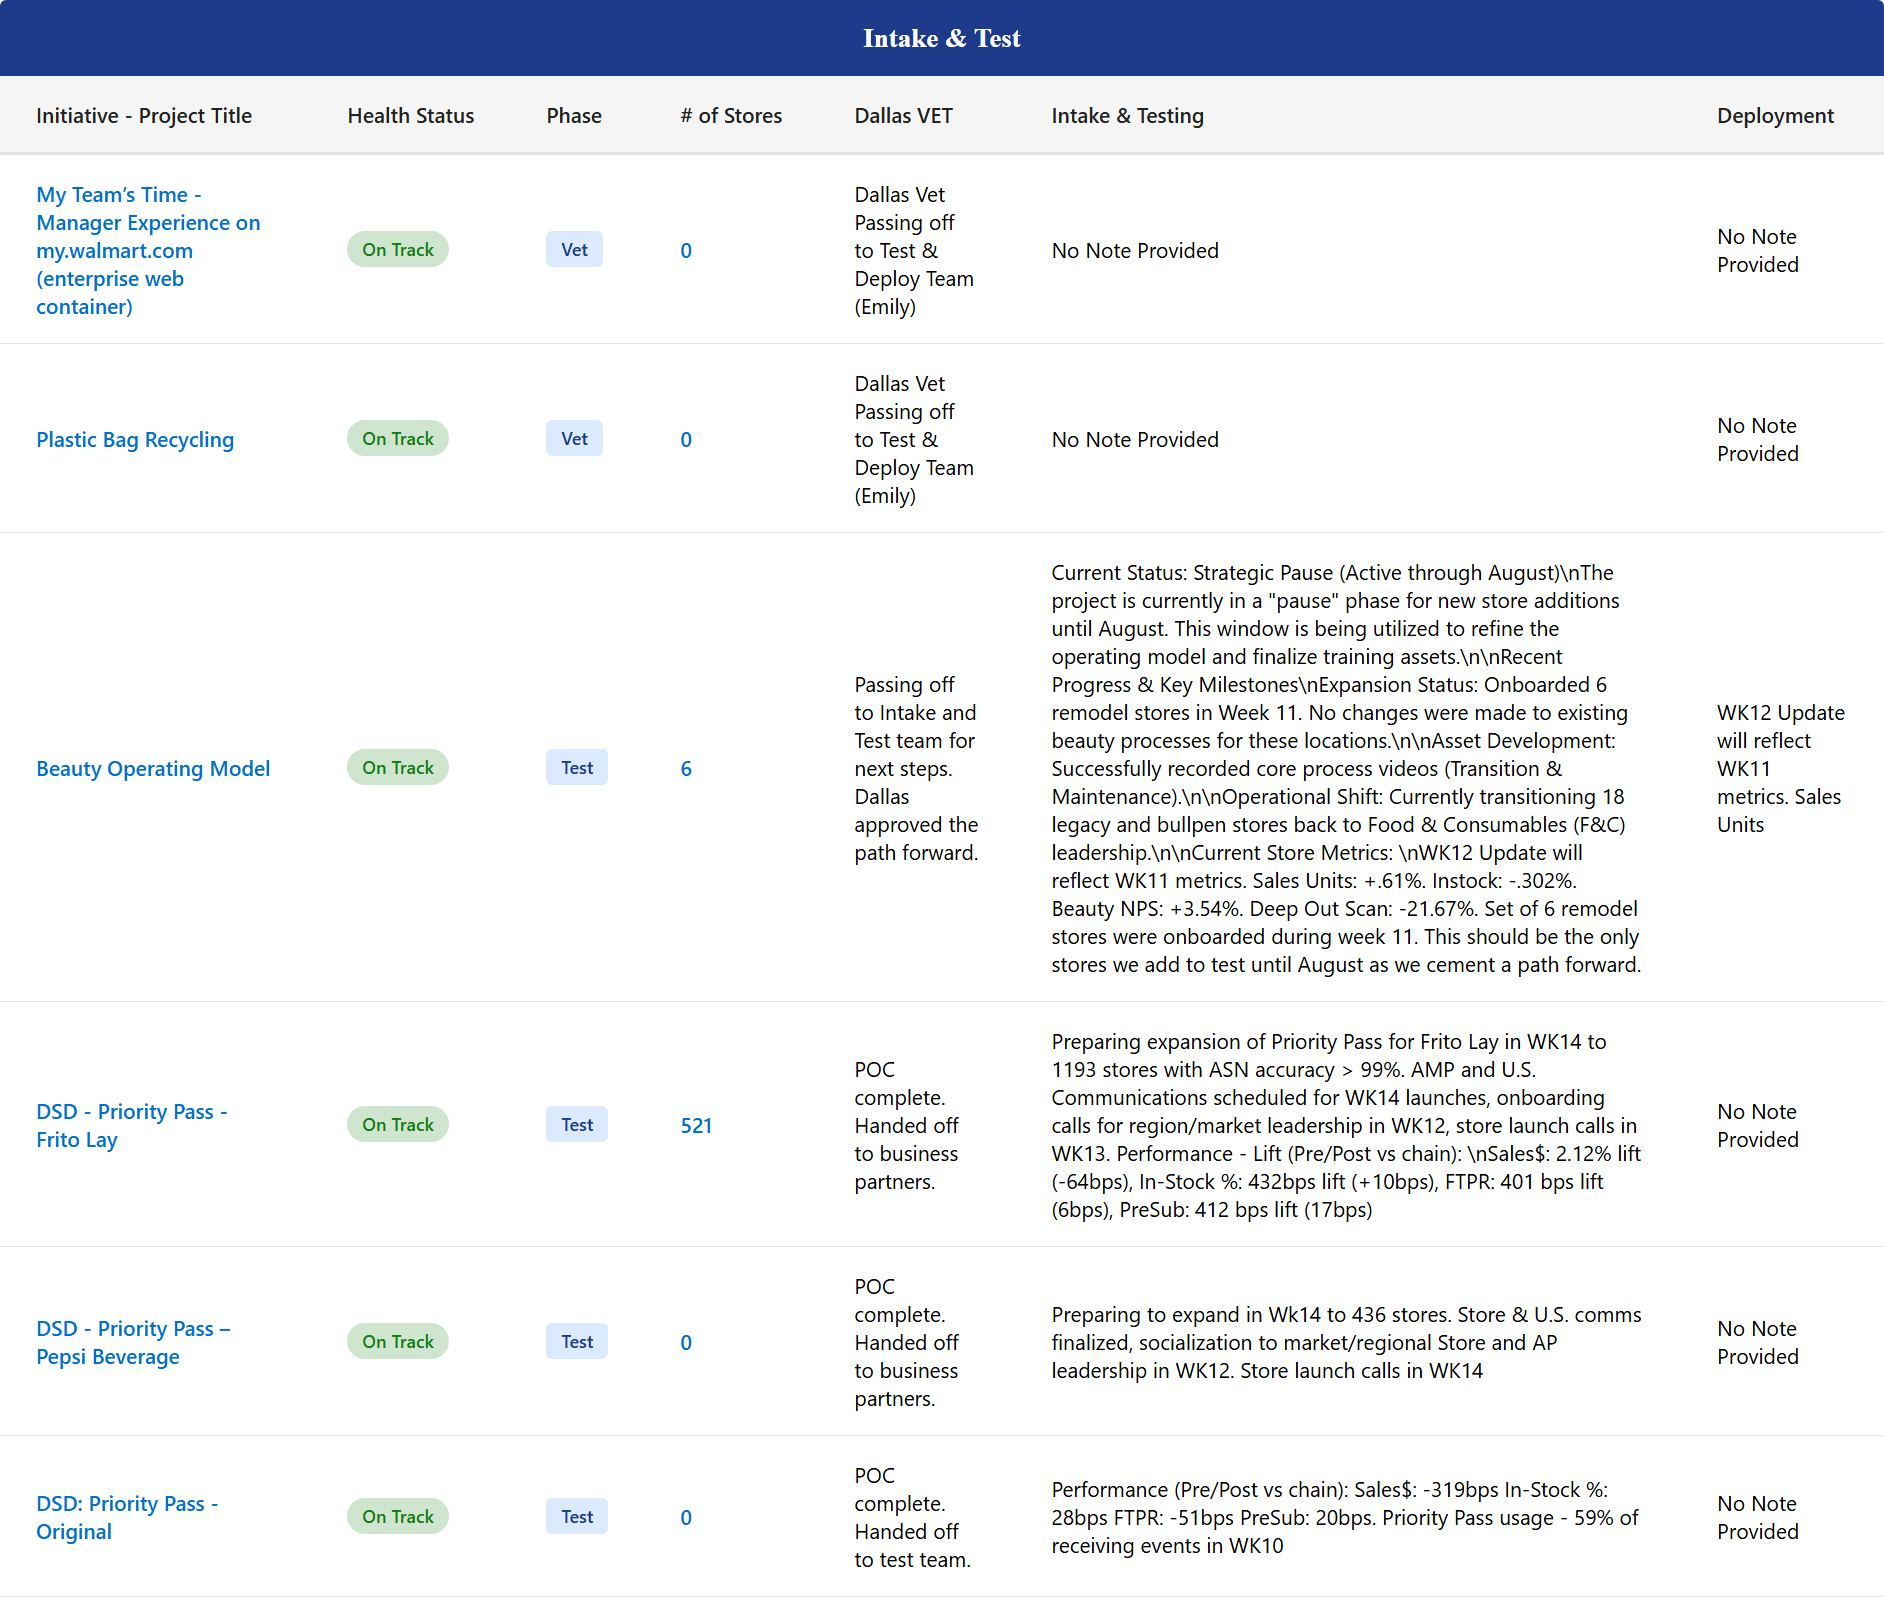 Intake & Test
Initiative - Project Title
Health Status
Phase
# of Stores
Dallas VET
Intake & Testing
Deployment
My Team’s Time -
Manager Experience on
my.walmart.com
(enterprise web
container)
On Track
Vet
0
Dallas Vet
Passing off
to Test &
Deploy Team
(Emily)
No Note Provided
No Note
Provided
Plastic Bag Recycling
On Track
Vet
0
Dallas Vet
Passing off
to Test &
Deploy Team
(Emily)
No Note Provided
No Note
Provided
Beauty Operating Model
On Track
Test
6
Passing off
to Intake and
Test team for
next steps.
Dallas
approved the
path forward.
Current Status: Strategic Pause (Active through August)\nThe
project is currently in a "pause" phase for new store additions
until August. This window is being utilized to refine the
operating model and finalize training assets.\n\nRecent
Progress & Key Milestones\nExpansion Status: Onboarded 6
remodel stores in Week 11. No changes were made to existing
beauty processes for these locations.\n\nAsset Development:
Successfully recorded core process videos (Transition &
Maintenance).\n\nOperational Shift: Currently transitioning 18
legacy and bullpen stores back to Food & Consumables (F&C)
leadership.\n\nCurrent Store Metrics: \nWK12 Update will
reflect WK11 metrics. Sales Units: +.61%. Instock: -.302%.
Beauty NPS: +3.54%. Deep Out Scan: -21.67%. Set of 6 remodel
stores were onboarded during week 11. This should be the only
stores we add to test until August as we cement a path forward.
WK12 Update
will reflect
WK11
metrics. Sales
Units
DSD - Priority Pass -
Frito Lay
On Track
Test
521
POC
complete.
Handed off
to business
partners.
Preparing expansion of Priority Pass for Frito Lay in WK14 to
1193 stores with ASN accuracy > 99%. AMP and U.S.
Communications scheduled for WK14 launches, onboarding
calls for region/market leadership in WK12, store launch calls in
WK13. Performance - Lift (Pre/Post vs chain): \nSales$: 2.12% lift
(-64bps), In-Stock %: 432bps lift (+10bps), FTPR: 401 bps lift
(6bps), PreSub: 412 bps lift (17bps)
No Note
Provided
DSD - Priority Pass –
Pepsi Beverage
On Track
Test
0
POC
complete.
Handed off
to business
partners.
Preparing to expand in Wk14 to 436 stores. Store & U.S. comms
finalized, socialization to market/regional Store and AP
leadership in WK12. Store launch calls in WK14
No Note
Provided
DSD: Priority Pass -
Original
On Track
Test
0
POC
complete.
Handed off
to test team.
Performance (Pre/Post vs chain): Sales$: -319bps In-Stock %:
28bps FTPR: -51bps PreSub: 20bps. Priority Pass usage - 59% of
receiving events in WK10
No Note
Provided